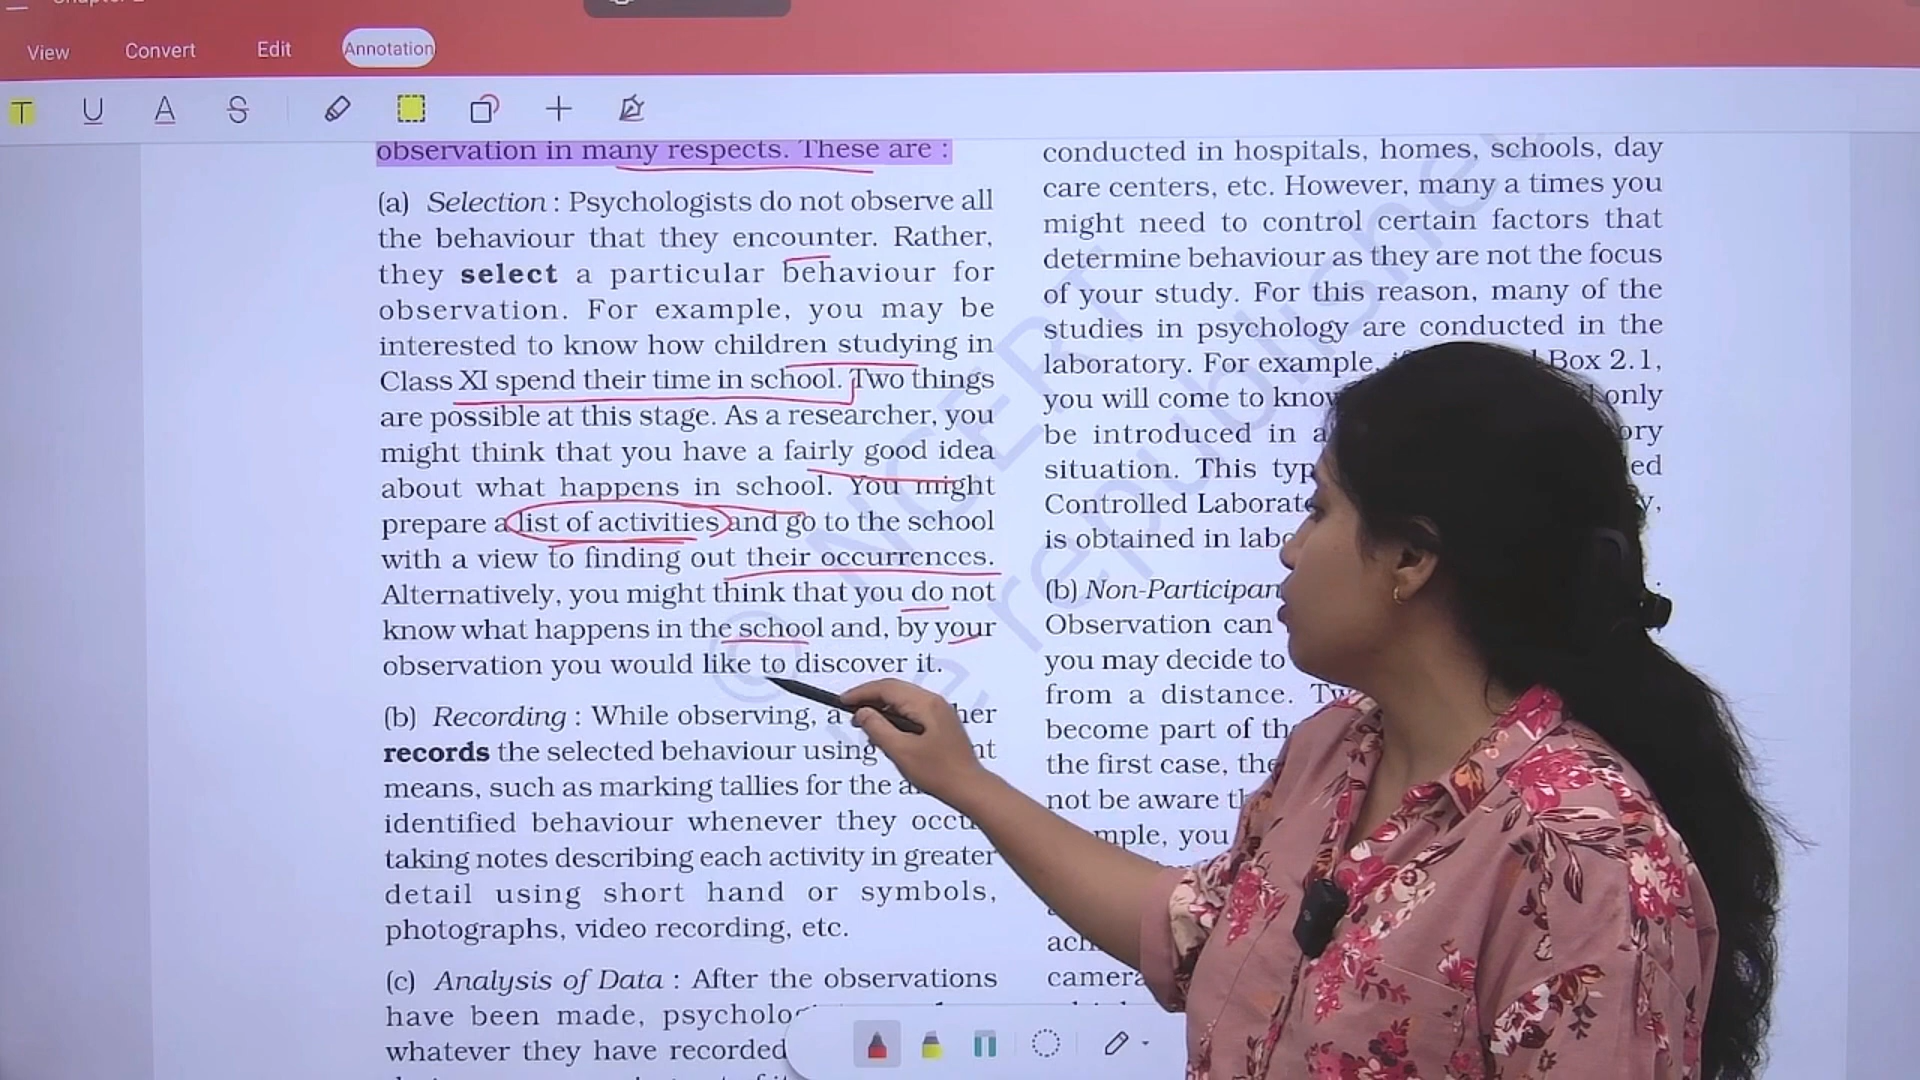 View Convert Edit Annotation
T U A S
observation in many respects. These are :
(a) Selection : Psychologists do not observe all
the behaviour that they encounter. Rather,
they select a particular behaviour for
observation. For example, you may be
interested to know how children studying in
Class XI spend their time in school. Two things
are possible at this stage. As a researcher, you
might think that you have a fairly good idea
about what happens in school. You might
prepare a list of activities and go to the school
with a view to finding out their occurrences.
Alternatively, you might think that you do not
know what happens in the school and, by your
observation you would like to discover it.
(b) Recording : While observing, a
records the selected behaviour using
means, such as marking tallies for the
identified behaviour whenever they
taking notes describing each activity in greater
detail using short hand or symbols,
photographs, video recording, etc.
(c) Analysis of Data : After the observations
have been made,
whatever they have recorded
conducted in hospitals, homes, schools, day
care centers, etc. However, many a times you
might need to control certain factors that
determine behaviour as they are not the focus
of your study. For this reason, many of the
studies in psychology are conducted in the
laboratory. For example, Box 2.1,
you will come to only
be introduced in a
situation. This
Controlled
is obtained in
(b)
Observation can
you may decide to
from a distance.
become part of
the first case,
not be aware
you
© NCERT
republished